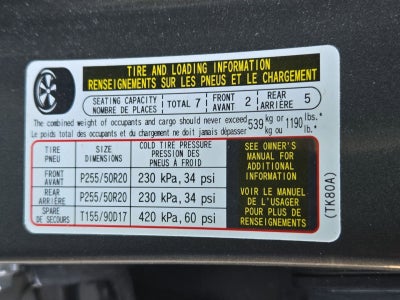 TIRE AND LOADING INFORMATION
RENSEIGNEMENTS SUR LES PNEUS ET LE CHARGEMENT
SEATING CAPACITY
NOMBRE DE PLACES
TOTAL 7
FRONT
AVANT 2
REAR
ARRIÈRE 5
The combined weight of occupants and cargo should never exceed
Le poids total des occupants et du chargement ne doit jamais dépasser
539 kg or ou 1190 lbs. lb.
TIRE
PNEU
SIZE
DIMENSIONS
COLD TIRE PRESSURE
PRESSION DES
PNEUS À FROID
FRONT
AVANT
P255/50R20
230 kPa, 34 psi
REAR
ARRIÈRE
P255/50R20
230 kPa, 34 psi
SPARE
DE SECOURS
T155/90D17
420 kPa, 60 psi
SEE OWNER'S
MANUAL FOR
ADDITIONAL
INFORMATION
VOIR LE MANUEL
DE L'USAGER
POUR PLUS DE
RENSEIGNEMENTS
(TK80A)